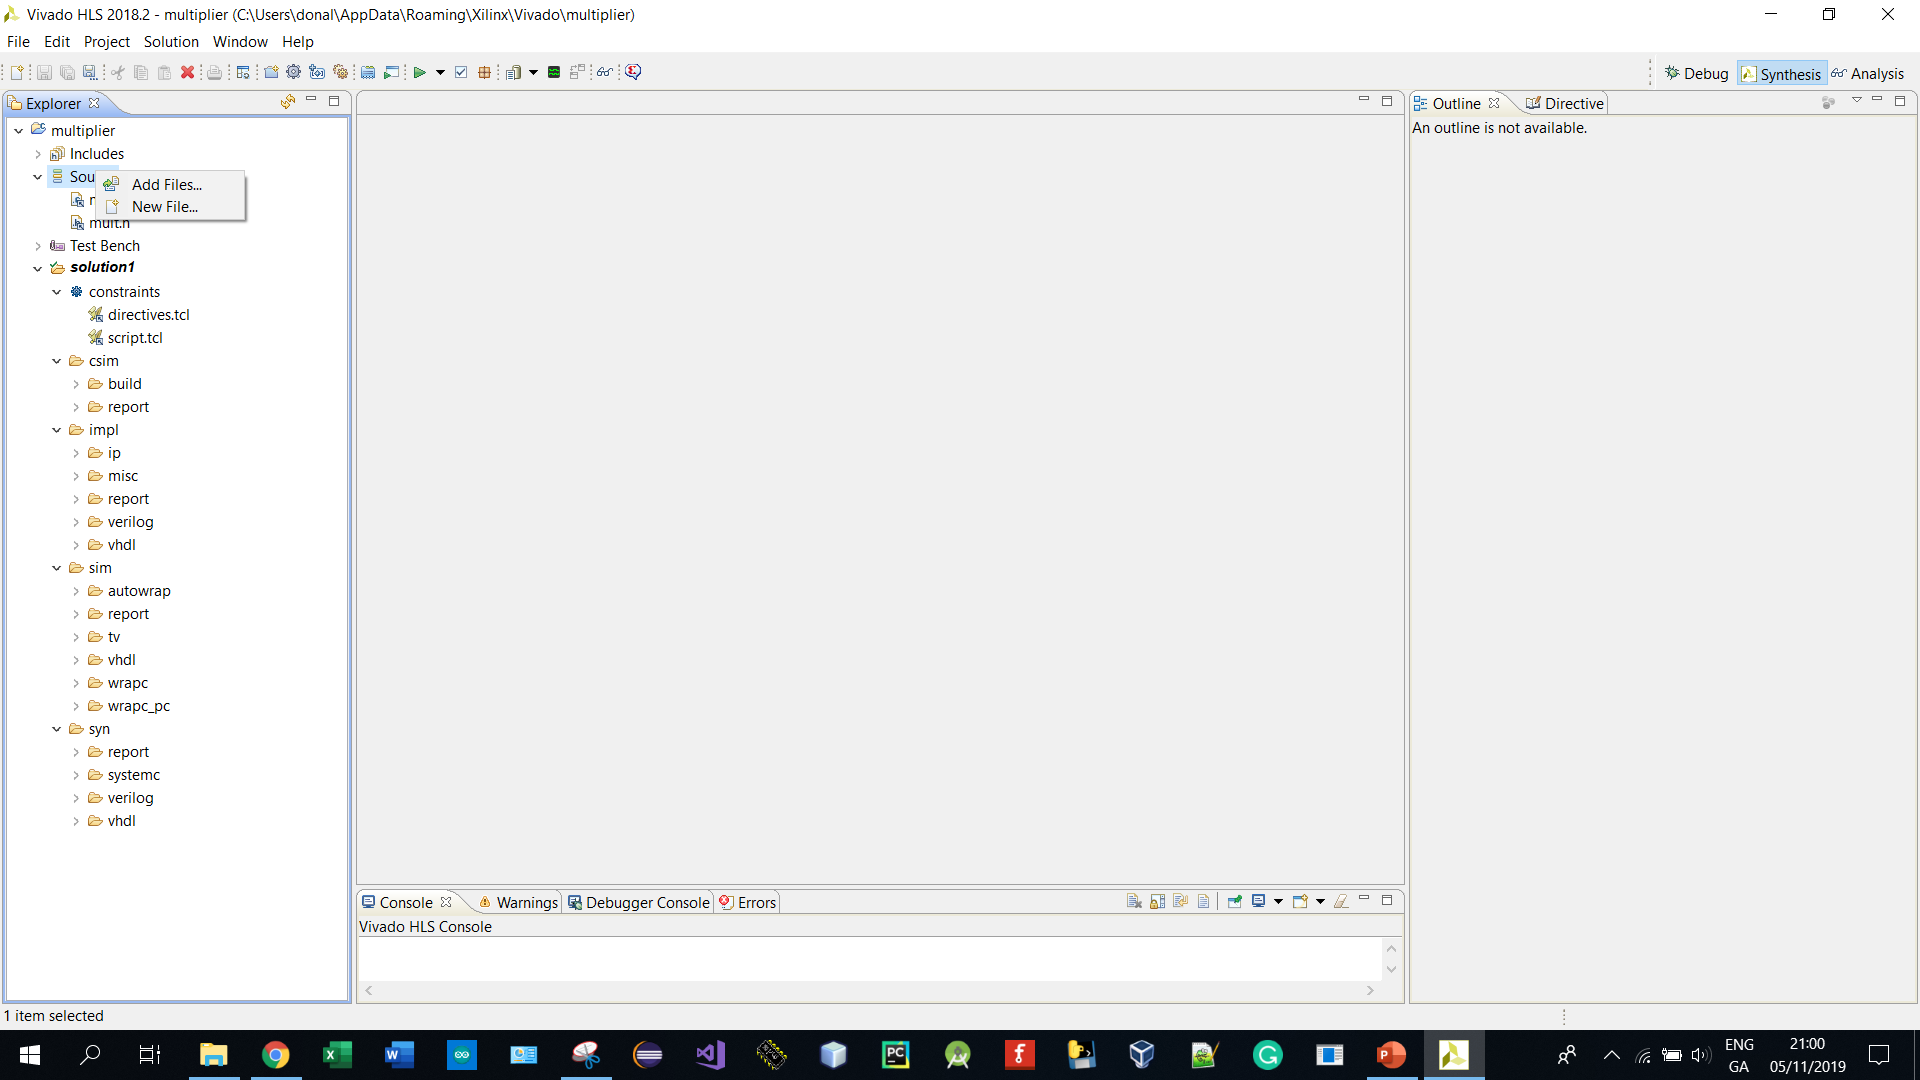 Vivado HLS 2018.2 - multiplier (C:\Users\donal\AppData\Roaming\Xilinx\Vivado\multiplier)
File Edit Project Solution Window Help
Debug Synthesis Analysis
Explorer
multiplier
Includes
Sou
Add Files...
New File...
mult.h
Test Bench
solution1
constraints
directives.tcl
script.tcl
csim
build
report
impl
ip
misc
report
verilog
vhdl
sim
autowrap
report
tv
vhdl
wrapc
wrapc_pc
syn
report
systemc
verilog
vhdl
Outline Directive
An outline is not available.
Console Warnings Debugger Console Errors
Vivado HLS Console
1 item selected
ENG
GA
21:00
05/11/2019